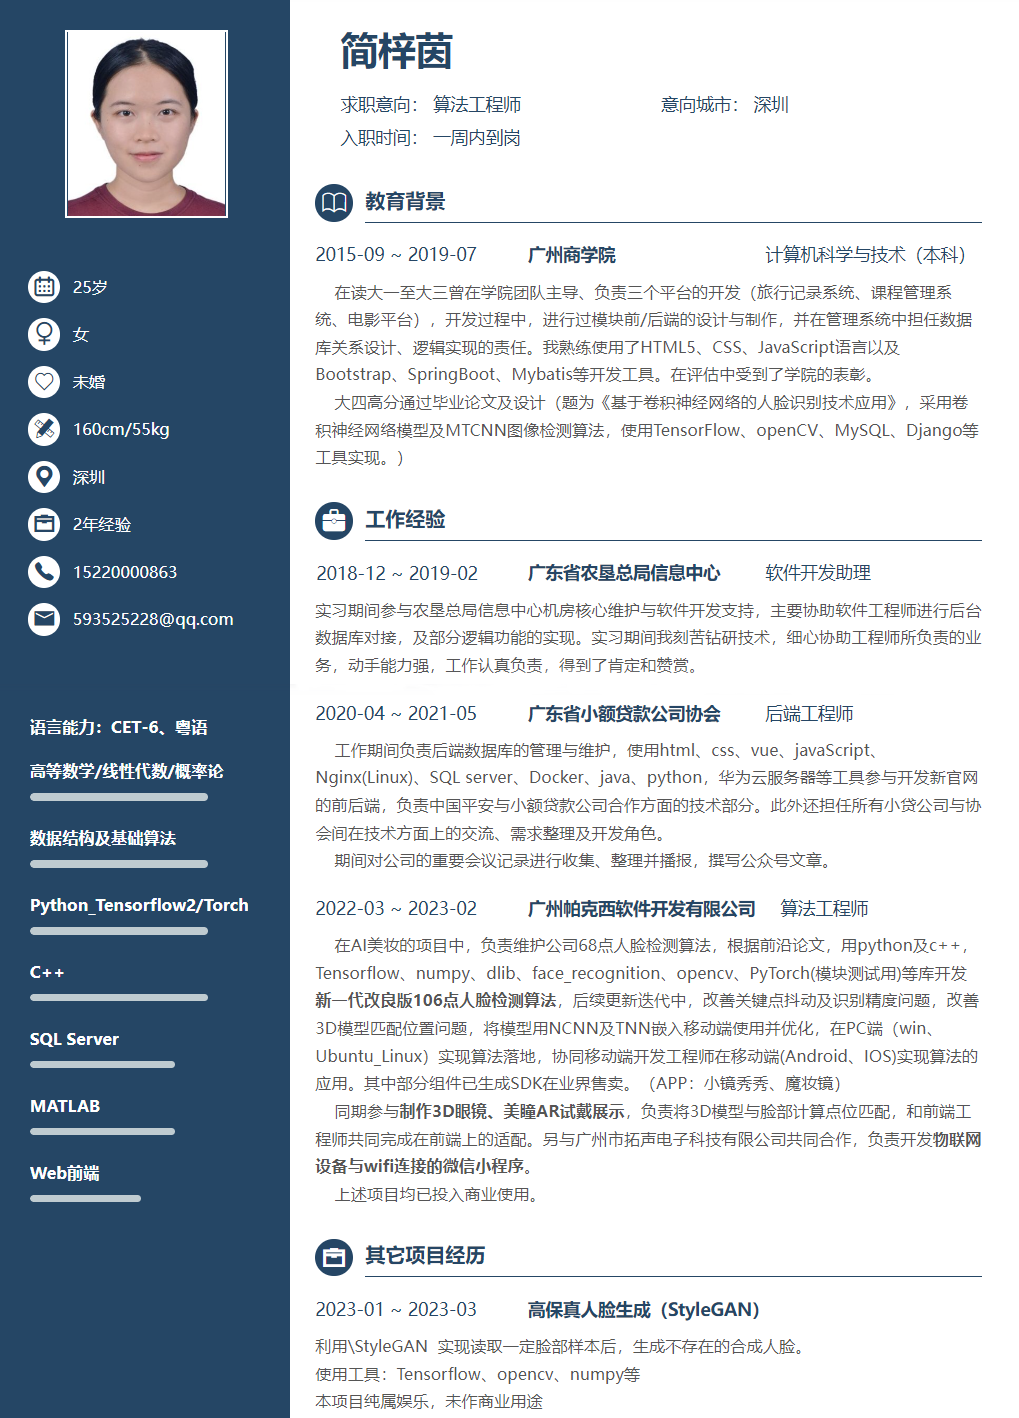 简梓茵
求职意向： 算法工程师 意向城市： 深圳
入职时间： 一周内到岗
25岁
女
未婚
160cm/55kg
深圳
2年经验
15220000863
593525228@qq.com
语言能力：CET-6、粤语
高等数学/线性代数/概率论
数据结构及基础算法
Python_Tensorflow2/Torch
C++
SQL Server
MATLAB
Web前端
教育背景
2015-09 ~ 2019-07 广州商学院 计算机科学与技术（本科）
在读大一至大三曾在学院团队主导、负责三个平台的开发（旅行记录系统、课程管理系
统、电影平台），开发过程中，进行过模块前/后端的设计与制作，并在管理系统中担任数据
库关系设计、逻辑实现的责任。我熟练使用了HTML5、CSS、JavaScript语言以及
Bootstrap、SpringBoot、Mybatis等开发工具。在评估中受到了学院的表彰。
大四高分通过毕业论文及设计（题为《基于卷积神经网络的人脸识别技术应用》，采用卷
积神经网络模型及MTCNN图像检测算法，使用TensorFlow、openCV、MySQL、Django等
工具实现。）
工作经验
2018-12 ~ 2019-02 广东省农垦总局信息中心 软件开发助理
实习期间参与农垦总局信息中心机房核心维护与软件开发支持，主要协助软件工程师进行后台
数据库对接，及部分逻辑功能的实现。实习期间我刻苦钻研技术，细心协助工程师所负责的业
务，动手能力强，工作认真负责，得到了肯定和赞赏。
2020-04 ~ 2021-05 广东省小额贷款公司协会 后端工程师
工作期间负责后端数据库的管理与维护，使用html、css、vue、javaScript、
Nginx(Linux)、SQL server、Docker、java、python，华为云服务器等工具参与开发新官网
的前后端，负责中国平安与小额贷款公司合作方面的技术部分。此外还担任所有小贷公司与协
会间在技术方面上的交流、需求整理及开发角色。
期间对公司的重要会议记录进行收集、整理并播报，撰写公众号文章。
2022-03 ~ 2023-02 广州帕克西软件开发有限公司 算法工程师
在AI美妆的项目中，负责维护公司68点人脸检测算法，根据前沿论文，用python及c++，
Tensorflow、numpy、dlib、face_recognition、opencv、PyTorch(模块测试用)等库开发
新一代改良版106点人脸检测算法，后续更新迭代中，改善关键点抖动及识别精度问题，改善
3D模型匹配位置问题，将模型用NCNN及TNN嵌入移动端使用并优化，在PC端（win、
Ubuntu_Linux）实现算法落地，协同移动端开发工程师在移动端(Android、IOS)实现算法的
应用。其中部分组件已生成SDK在业界售卖。（APP：小镜秀秀、魔妆镜）
同期参与制作3D眼镜、美瞳AR试戴展示，负责将3D模型与脸部计算点位匹配，和前端工
程师共同完成在前端上的适配。另与广州市拓声电子科技有限公司共同合作，负责开发物联网
设备与wifi连接的微信小程序。
上述项目均已投入商业使用。
其它项目经历
2023-01 ~ 2023-03 高保真人脸生成（StyleGAN）
利用\StyleGAN 实现读取一定脸部样本后，生成不存在的合成人脸。
使用工具：Tensorflow、opencv、numpy等
本项目纯属娱乐，未作商业用途